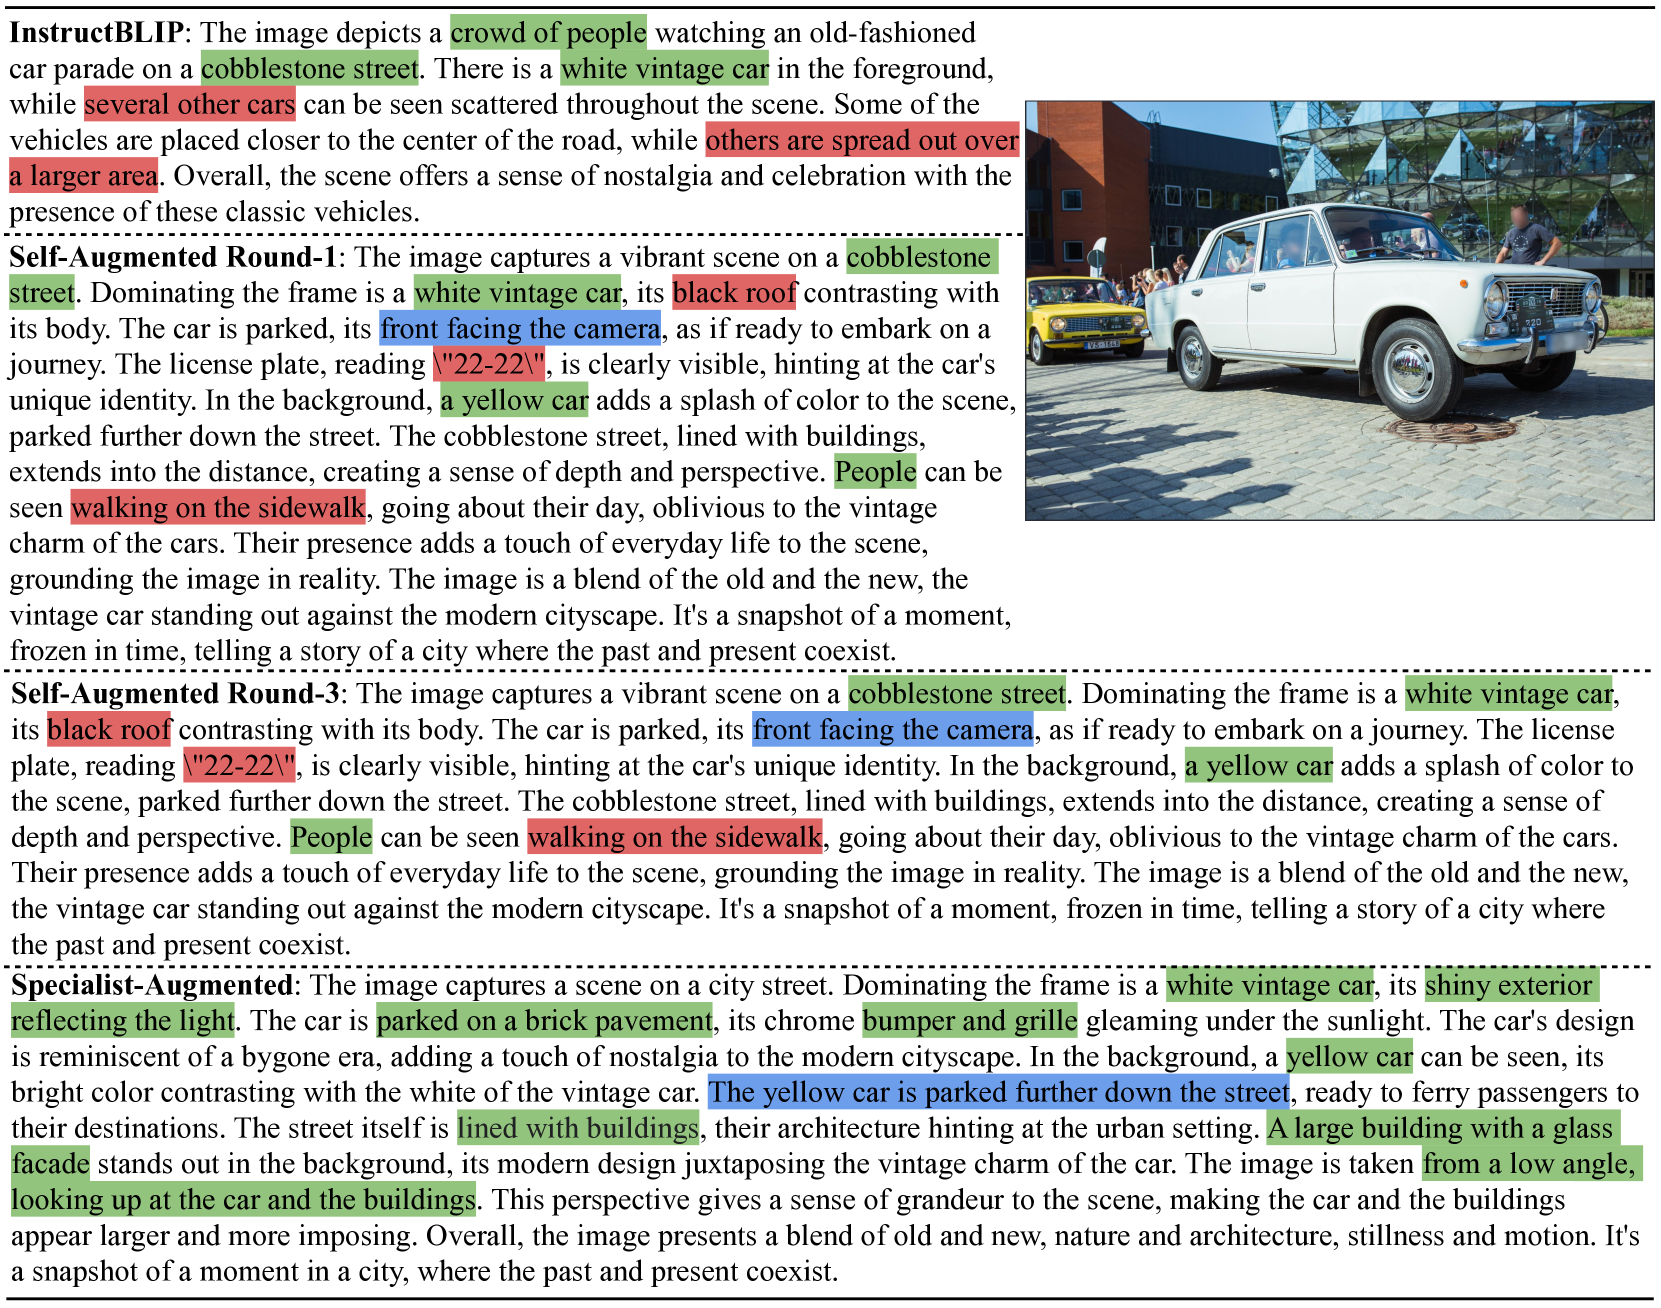 InstructBLIP: The image depicts a crowd of people watching an old-fashioned
car parade on a cobblestone street. There is a white vintage car in the foreground,
while several other cars can be seen scattered throughout the scene. Some of the
vehicles are placed closer to the center of the road, while others are spread out over
a larger area. Overall, the scene offers a sense of nostalgia and celebration with the
presence of these classic vehicles.
Self-Augmented Round-1: The image captures a vibrant scene on a cobblestone
street. Dominating the frame is a white vintage car, its black roof contrasting with
its body. The car is parked, its front facing the camera, as if ready to embark on a
journey. The license plate, reading \"22-22\", is clearly visible, hinting at the car's
unique identity. In the background, a yellow car adds a splash of color to the scene,
parked further down the street. The cobblestone street, lined with buildings,
extends into the distance, creating a sense of depth and perspective. People can be
seen walking on the sidewalk, going about their day, oblivious to the vintage
charm of the cars. Their presence adds a touch of everyday life to the scene,
grounding the image in reality. The image is a blend of the old and the new, the
vintage car standing out against the modern cityscape. It's a snapshot of a moment,
frozen in time, telling a story of a city where the past and present coexist.
Self-Augmented Round-3: The image captures a vibrant scene on a cobblestone street. Dominating the frame is a white vintage car,
its black roof contrasting with its body. The car is parked, its front facing the camera, as if ready to embark on a journey. The license
plate, reading \"22-22\", is clearly visible, hinting at the car's unique identity. In the background, a yellow car adds a splash of color to
the scene, parked further down the street. The cobblestone street, lined with buildings, extends into the distance, creating a sense of
depth and perspective. People can be seen walking on the sidewalk, going about their day, oblivious to the vintage charm of the cars.
Their presence adds a touch of everyday life to the scene, grounding the image in reality. The image is a blend of the old and the new,
the vintage car standing out against the modern cityscape. It's a snapshot of a moment, frozen in time, telling a story of a city where
the past and present coexist.
Specialist-Augmented: The image captures a scene on a city street. Dominating the frame is a white vintage car, its shiny exterior
reflecting the light. The car is parked on a brick pavement, its chrome bumper and grille gleaming under the sunlight. The car's design
is reminiscent of a bygone era, adding a touch of nostalgia to the modern cityscape. In the background, a yellow car can be seen, its
bright color contrasting with the white of the vintage car. The yellow car is parked further down the street, ready to ferry passengers to
their destinations. The street itself is lined with buildings, their architecture hinting at the urban setting. A large building with a glass
facade stands out in the background, its modern design juxtaposing the vintage charm of the car. The image is taken from a low angle,
looking up at the car and the buildings. This perspective gives a sense of grandeur to the scene, making the car and the buildings
appear larger and more imposing. Overall, the image presents a blend of old and new, nature and architecture, stillness and motion. It's
a snapshot of a moment in a city, where the past and present coexist.